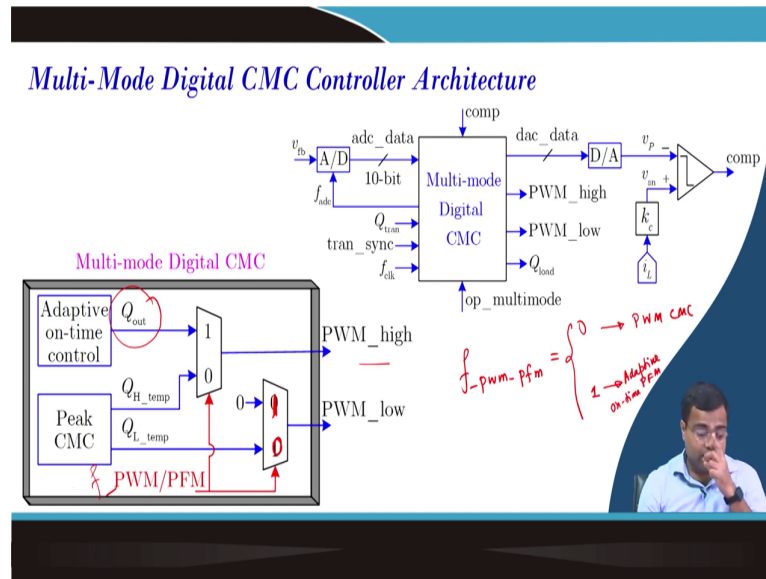 Multi-Mode Digital CMC Controller Architecture
comp
v_fb
A/D
adc_data
10-bit
f_adc
Q_tran
tran_sync
f_clk
Multi-mode
Digital
CMC
op_multimode
dac_data
D/A
PWM_high
PWM_low
Q_load
v_P
−
v_sn
+
comp
k_c
i_L
Multi-mode Digital CMC
Adaptive
on-time
control
Q_out
1
0
PWM_high
Peak
CMC
Q_H_temp
Q_L_temp
0
1
0
PWM_low
f_PWM/PFM
f_pwm_pfm = { 0 → PWM CMC
1 → Adaptive
on-time PFM